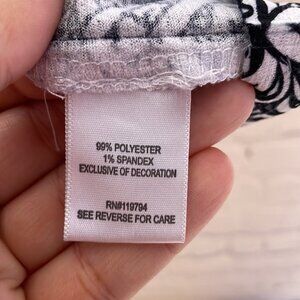 99% POLYESTER
1% SPANDEX
EXCLUSIVE OF DECORATION
RN#119794
SEE REVERSE FOR CARE